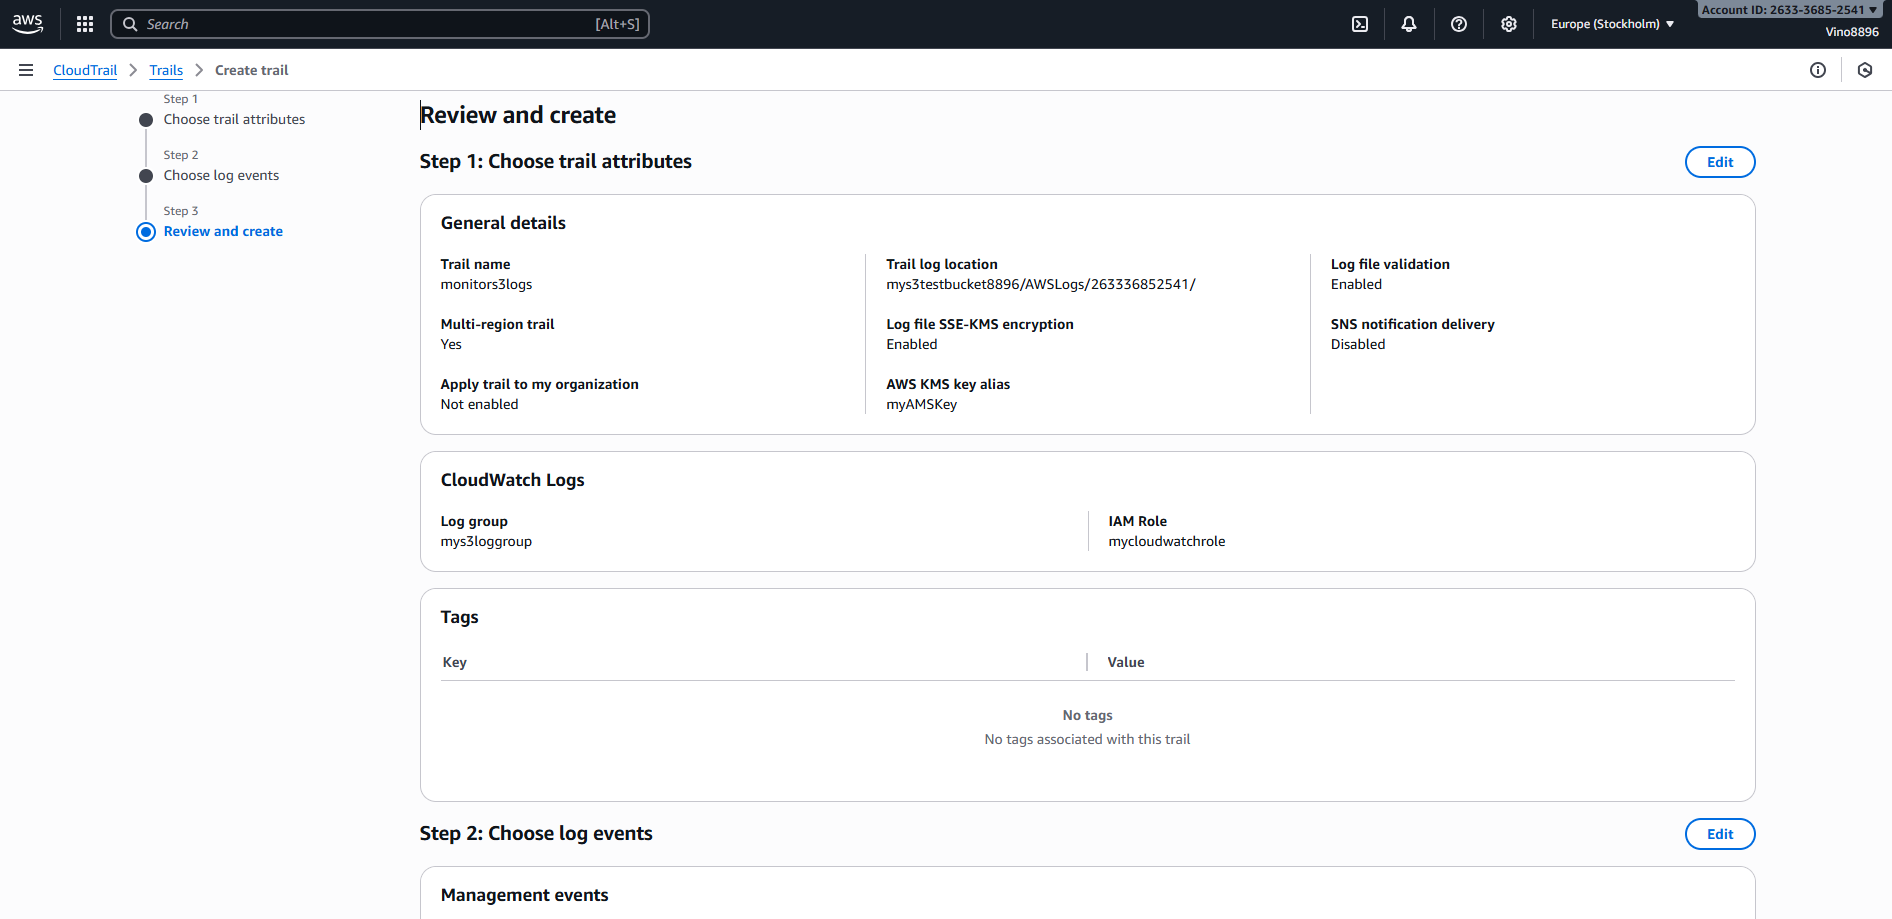 aws
Search
[Alt+S]
Europe (Stockholm)
Account ID: 2633-3685-2541
Vino8896
CloudTrail
Trails
Create trail
Step 1
Choose trail attributes
Step 2
Choose log events
Step 3
Review and create
Review and create
Step 1: Choose trail attributes
Edit
General details
Trail name
monitors3logs
Multi-region trail
Yes
Apply trail to my organization
Not enabled
Trail log location
mys3testbucket8896/AWSLogs/263336852541/
Log file SSE-KMS encryption
Enabled
AWS KMS key alias
myAMSKey
Log file validation
Enabled
SNS notification delivery
Disabled
CloudWatch Logs
Log group
mys3loggroup
IAM Role
mycloudwatchrole
Tags
Key
Value
No tags
No tags associated with this trail
Step 2: Choose log events
Edit
Management events